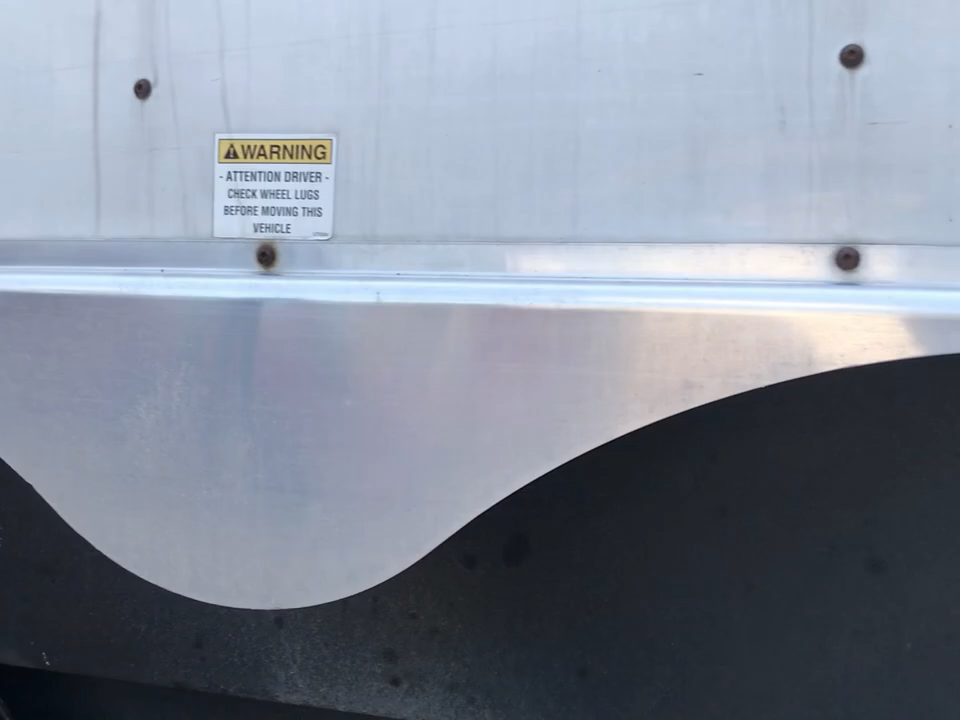 WARNING
- ATTENTION DRIVER -
CHECK WHEEL LUGS
BEFORE MOVING THIS
VEHICLE